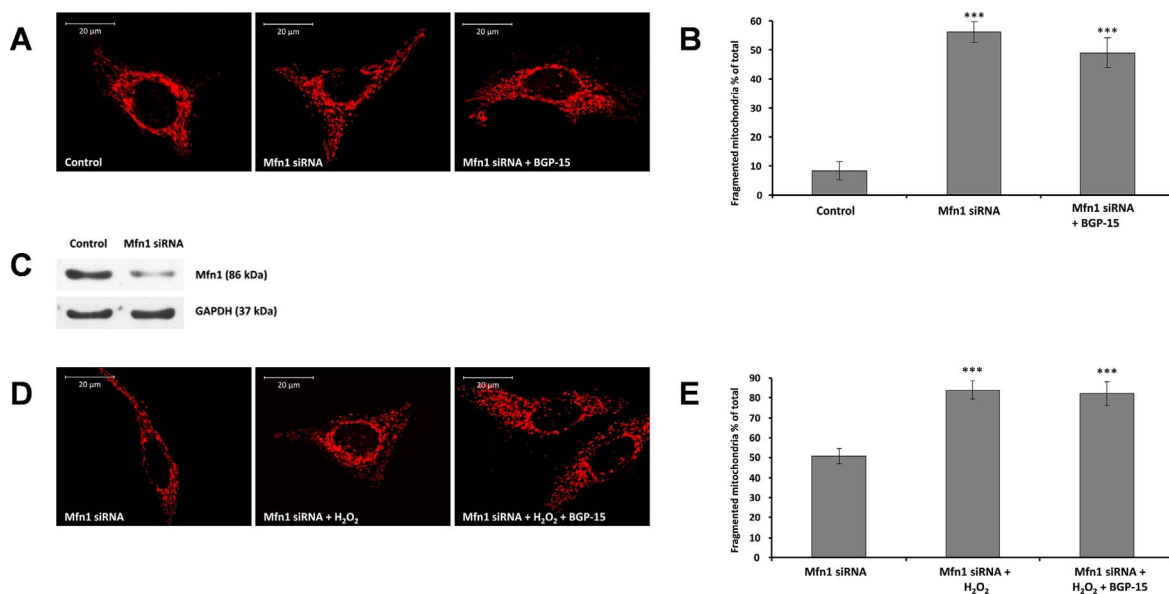 A
20 µm
Control
20 µm
Mfn1 siRNA
20 µm
Mfn1 siRNA + BGP-15
B
Fragmented mitochondria % of total
60
50
40
30
20
10
0
***
***
Control
Mfn1 siRNA
Mfn1 siRNA
+ BGP-15
C
Control Mfn1 siRNA
Mfn1 (86 kDa)
GAPDH (37 kDa)
D
20 µm
Mfn1 siRNA
20 µm
Mfn1 siRNA + H₂O₂
20 µm
Mfn1 siRNA + H₂O₂ + BGP-15
E
Fragmented mitochondria % of total
90
80
70
60
50
40
30
20
10
0
***
***
Mfn1 siRNA
Mfn1 siRNA +
H₂O₂
Mfn1 siRNA +
H₂O₂ + BGP-15